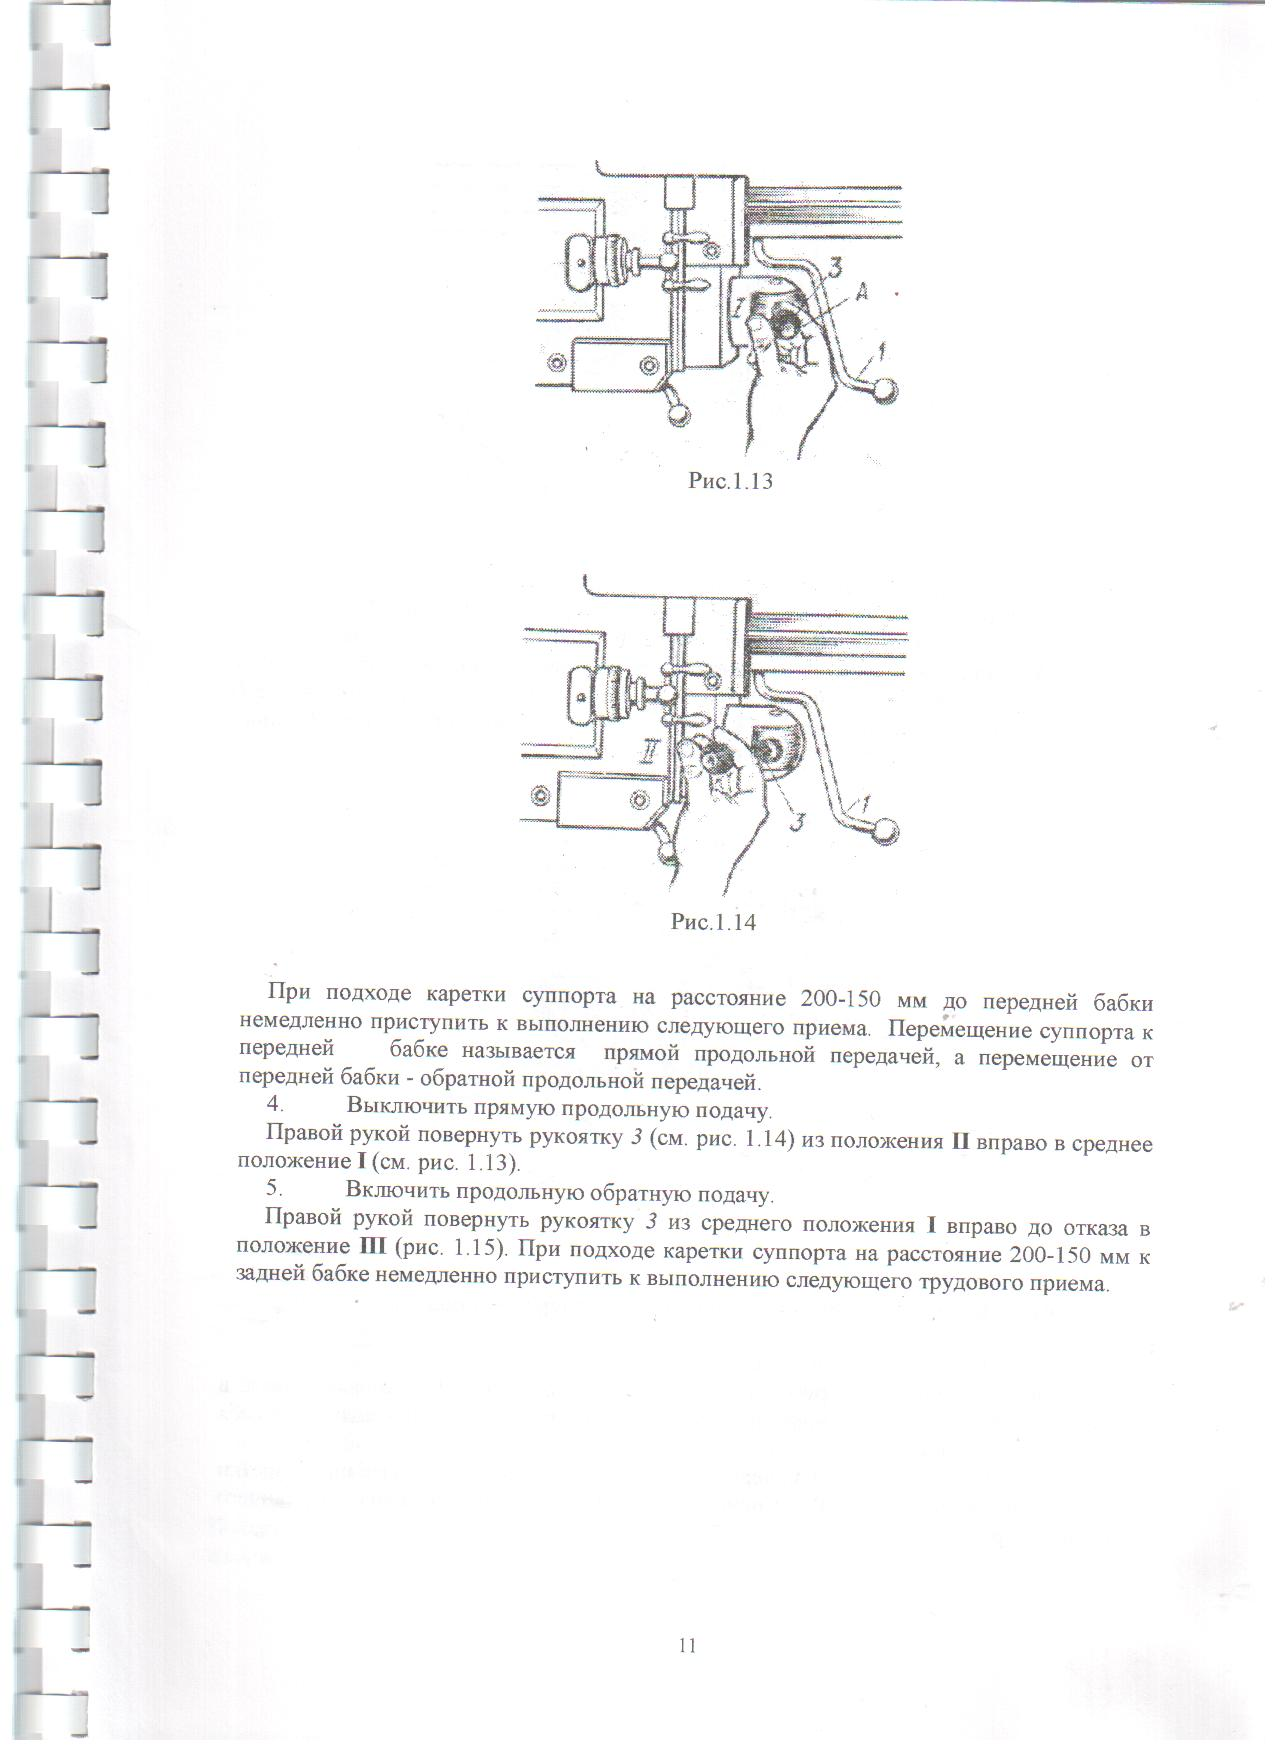 3
I
А
1
Рис.1.13
II
3
1
Рис.1.14
При подходе каретки суппорта на расстояние 200-150 мм до передней бабки
немедленно приступить к выполнению следующего приема. Перемещение суппорта к
передней бабке называется прямой продольной передачей, а перемещение от
передней бабки - обратной продольной передачей.
4. Выключить прямую продольную подачу.
Правой рукой повернуть рукоятку 3 (см. рис. 1.14) из положения II вправо в среднее
положение I (см. рис. 1.13).
5. Включить продольную обратную подачу.
Правой рукой повернуть рукоятку 3 из среднего положения I вправо до отказа в
положение III (рис. 1.15). При подходе каретки суппорта на расстояние 200-150 мм к
задней бабке немедленно приступить к выполнению следующего трудового приема.
11